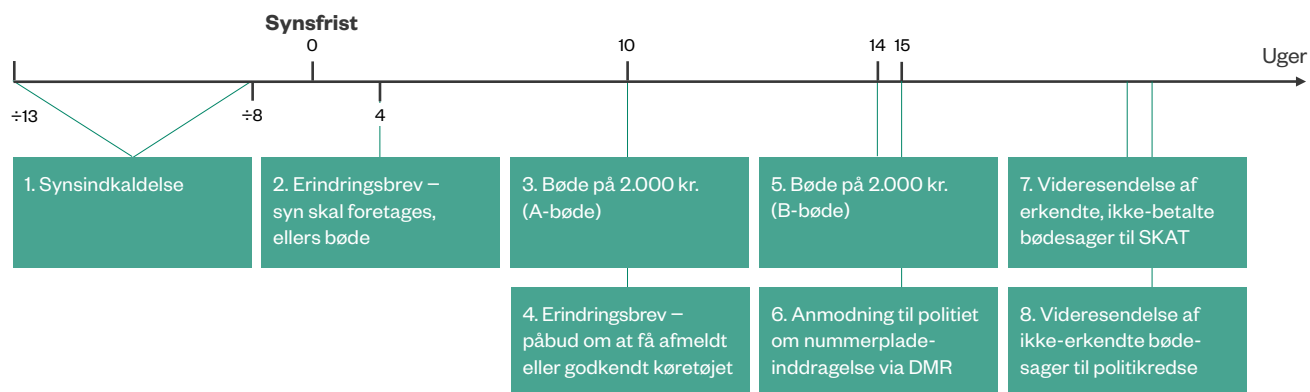 Synsfrist
0
10
14
15
Uger
÷13
÷8
4
1. Synsindkaldelse
2. Erindringsbrev –
syn skal foretages,
ellers bøde
3. Bøde på 2.000 kr.
(A-bøde)
5. Bøde på 2.000 kr.
(B-bøde)
7. Videresendelse af
erkendte, ikke-betalte
bødesager til SKAT
4. Erindringsbrev –
påbud om at få afmeldt
eller godkendt køretøjet
6. Anmodning til politiet
om nummerplade-
inddragelse via DMR
8. Videresendelse af
ikke-erkendte bøde-
sager til politikredse